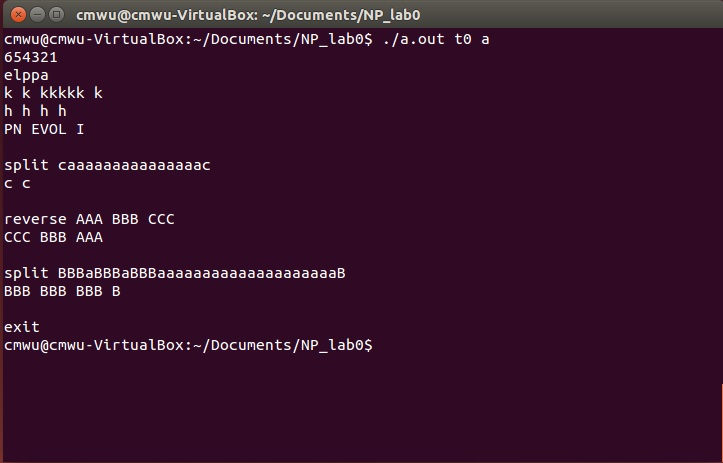 cmwu@cmwu-VirtualBox: ~/Documents/NP_lab0
cmwu@cmwu-VirtualBox:~/Documents/NP_lab0$ ./a.out t0 a
654321
elppa
k k kkkkk k
h h h h
PN EVOL I
split caaaaaaaaaaaaaaac
c c
reverse AAA BBB CCC
CCC BBB AAA
split BBBaBBBaBBBaaaaaaaaaaaaaaaaaaaaB
BBB BBB BBB B
exit
cmwu@cmwu-VirtualBox:~/Documents/NP_lab0$